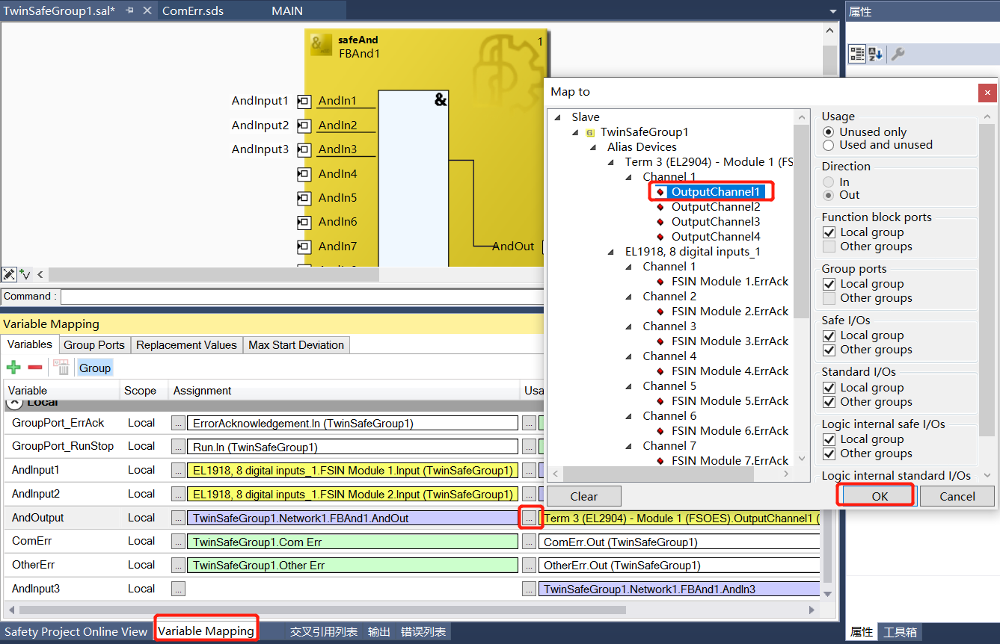 TwinSafeGroup1.sal*
ComErr.sds
MAIN
属性
safeAnd
FBAnd1
1
&
AndInput1
AndIn1
AndInput2
AndIn2
AndInput3
AndIn3
AndIn4
AndIn5
AndIn6
AndIn7
AndOut
Command :
Map to
Slave
TwinSafeGroup1
Alias Devices
Term 3 (EL2904) - Module 1 (FS
Channel 1
OutputChannel1
OutputChannel2
OutputChannel3
OutputChannel4
EL1918, 8 digital inputs_1
Channel 1
FSIN Module 1.ErrAck
Channel 2
FSIN Module 2.ErrAck
Channel 3
FSIN Module 3.ErrAck
Channel 4
FSIN Module 4.ErrAck
Channel 5
FSIN Module 5.ErrAck
Channel 6
FSIN Module 6.ErrAck
Channel 7
FSIN Module 7.ErrAck
Clear
Usage
Unused only
Used and unused
Direction
In
Out
Function block ports
Local group
Other groups
Group ports
Local group
Other groups
Safe I/Os
Local group
Other groups
Standard I/Os
Local group
Other groups
Logic internal safe I/Os
Local group
Other groups
Logic internal standard I/Os
OK
Cancel
Variable Mapping
Variables
Group Ports
Replacement Values
Max Start Deviation
Group
Variable Scope Assignment Usa
Local
GroupPort_ErrAck Local ... ErrorAcknowledgement.In (TwinSafeGroup1) ...
GroupPort_RunStop Local ... Run.In (TwinSafeGroup1) ...
AndInput1 Local ... EL1918, 8 digital inputs_1.FSIN Module 1.Input (TwinSafeGroup1) ...
AndInput2 Local ... EL1918, 8 digital inputs_1.FSIN Module 2.Input (TwinSafeGroup1) ...
AndOutput Local ... TwinSafeGroup1.Network1.FBAnd1.AndOut ... Term 3 (EL2904) - Module 1 (FSOES).OutputChannel1 (
ComErr Local ... TwinSafeGroup1.Com Err ... ComErr.Out (TwinSafeGroup1)
OtherErr Local ... TwinSafeGroup1.Other Err ... OtherErr.Out (TwinSafeGroup1)
AndInput3 Local ... ... TwinSafeGroup1.Network1.FBAnd1.AndIn3
Safety Project Online View
Variable Mapping
交叉引用列表
输出
错误列表
属性
工具箱